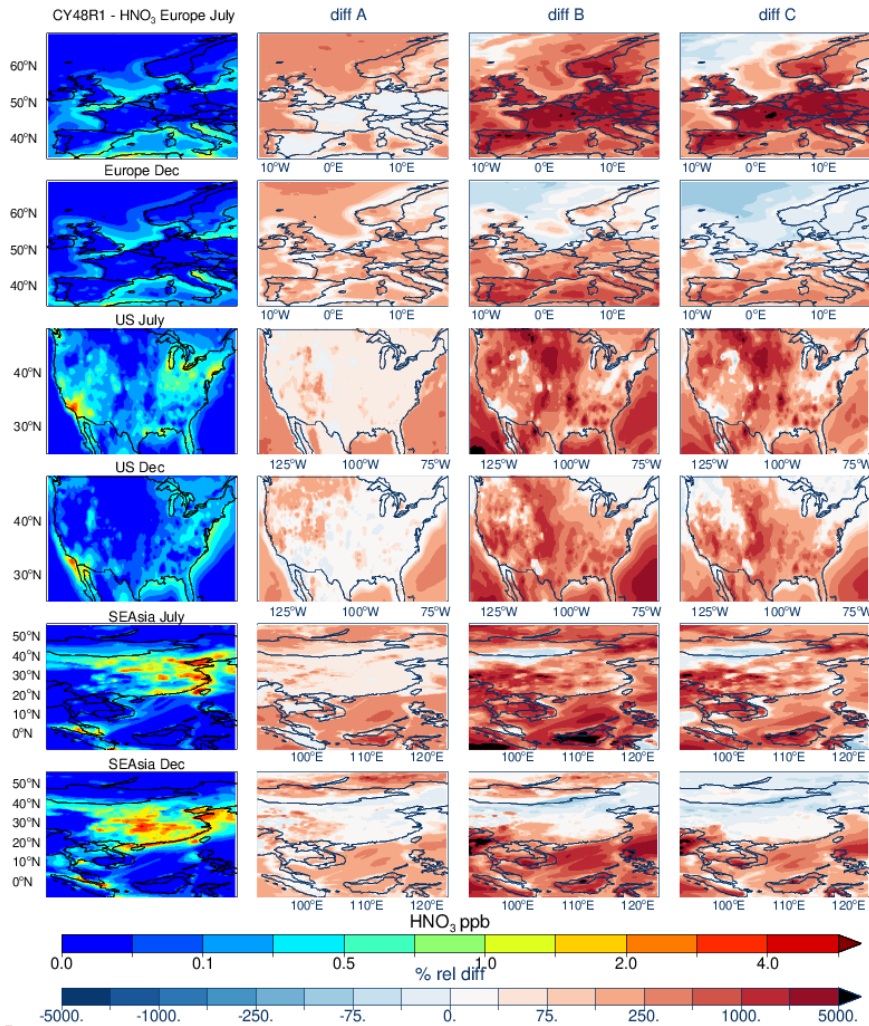 CY48R1 - HNO₃ Europe July diff A diff B diff C
60°N
50°N
40°N
10°W 0°E 10°E 10°W 0°E 10°E 10°W 0°E 10°E
Europe Dec
60°N
50°N
40°N
10°W 0°E 10°E 10°W 0°E 10°E 10°W 0°E 10°E
US July
40°N
30°N
125°W 100°W 75°W 125°W 100°W 75°W 125°W 100°W 75°W
US Dec
40°N
30°N
125°W 100°W 75°W 125°W 100°W 75°W 125°W 100°W 75°W
SEAsia July
50°N
40°N
30°N
20°N
10°N
0°N
100°E 110°E 120°E 100°E 110°E 120°E 100°E 110°E 120°E
SEAsia Dec
50°N
40°N
30°N
20°N
10°N
0°N
100°E 110°E 120°E 100°E 110°E 120°E 100°E 110°E 120°E
HNO₃ ppb
0.0 0.1 0.5 1.0 2.0 4.0
% rel diff
-5000. -1000. -250. -75. 0. 75. 250. 1000. 5000.